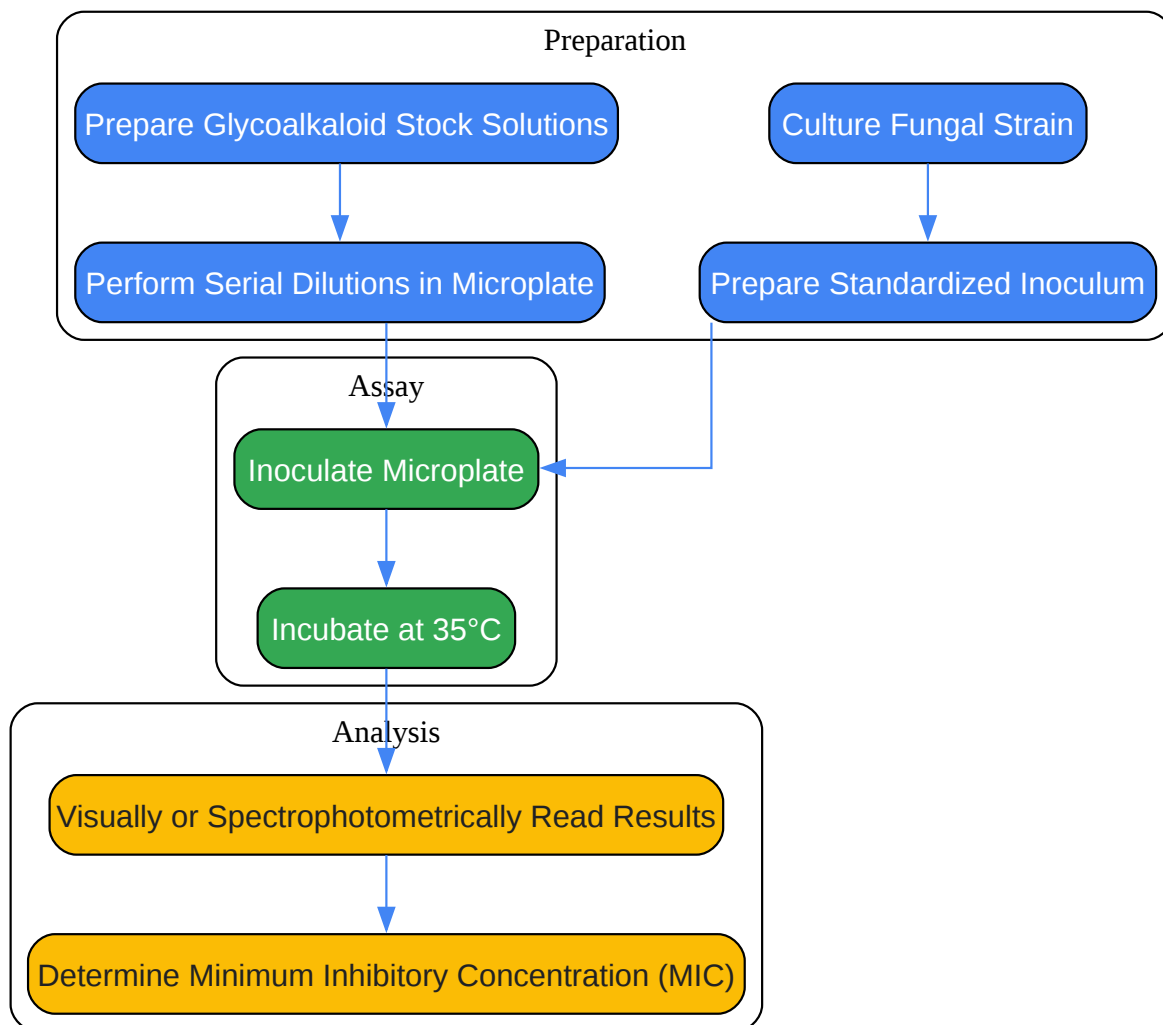 Preparation
Prepare Glycoalkaloid Stock Solutions
Culture Fungal Strain
Perform Serial Dilutions in Microplate
Prepare Standardized Inoculum
Assay
Inoculate Microplate
Incubate at 35°C
Analysis
Visually or Spectrophotometrically Read Results
Determine Minimum Inhibitory Concentration (MIC)